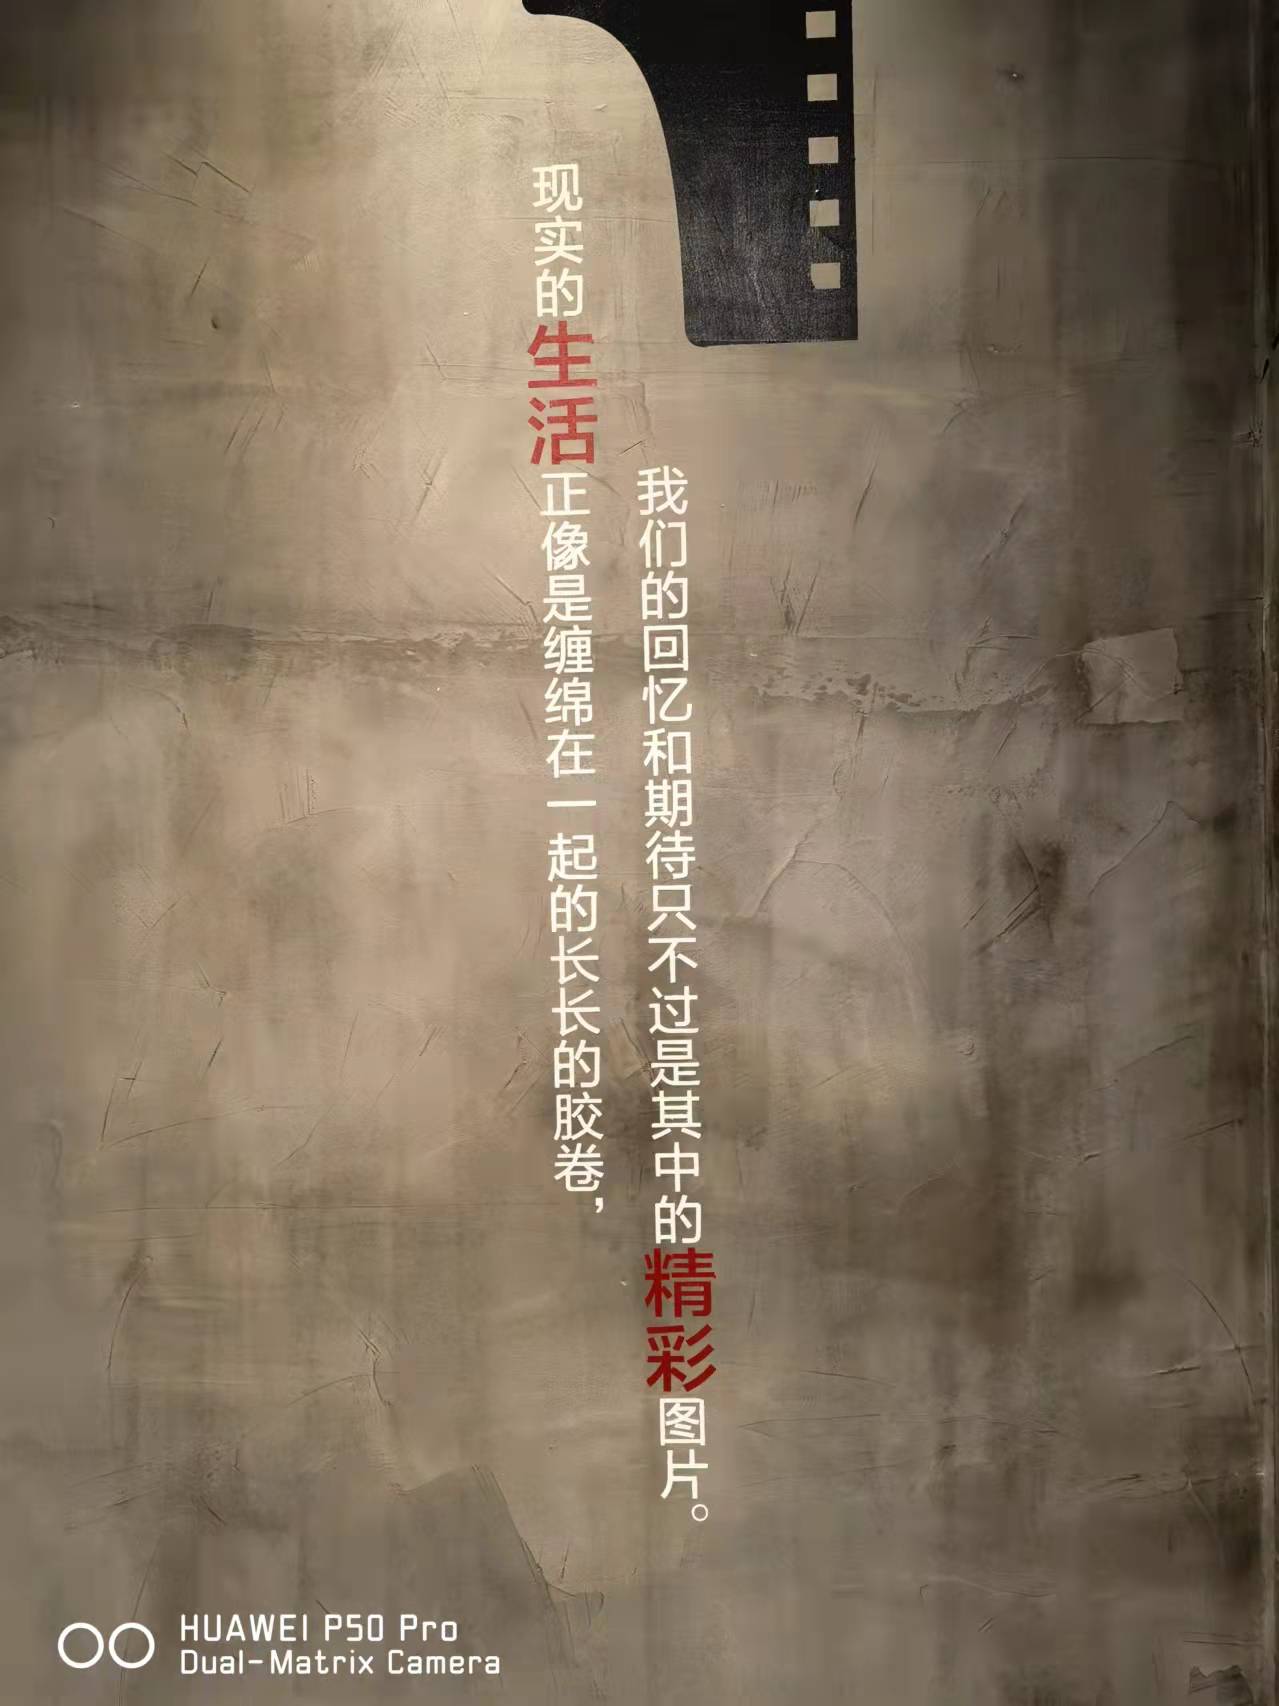 现实的生活正像是缠绵在一起的长长的胶卷，
我们的回忆和期待只不过是其中的精彩图片。
HUAWEI P50 Pro
Dual-Matrix Camera